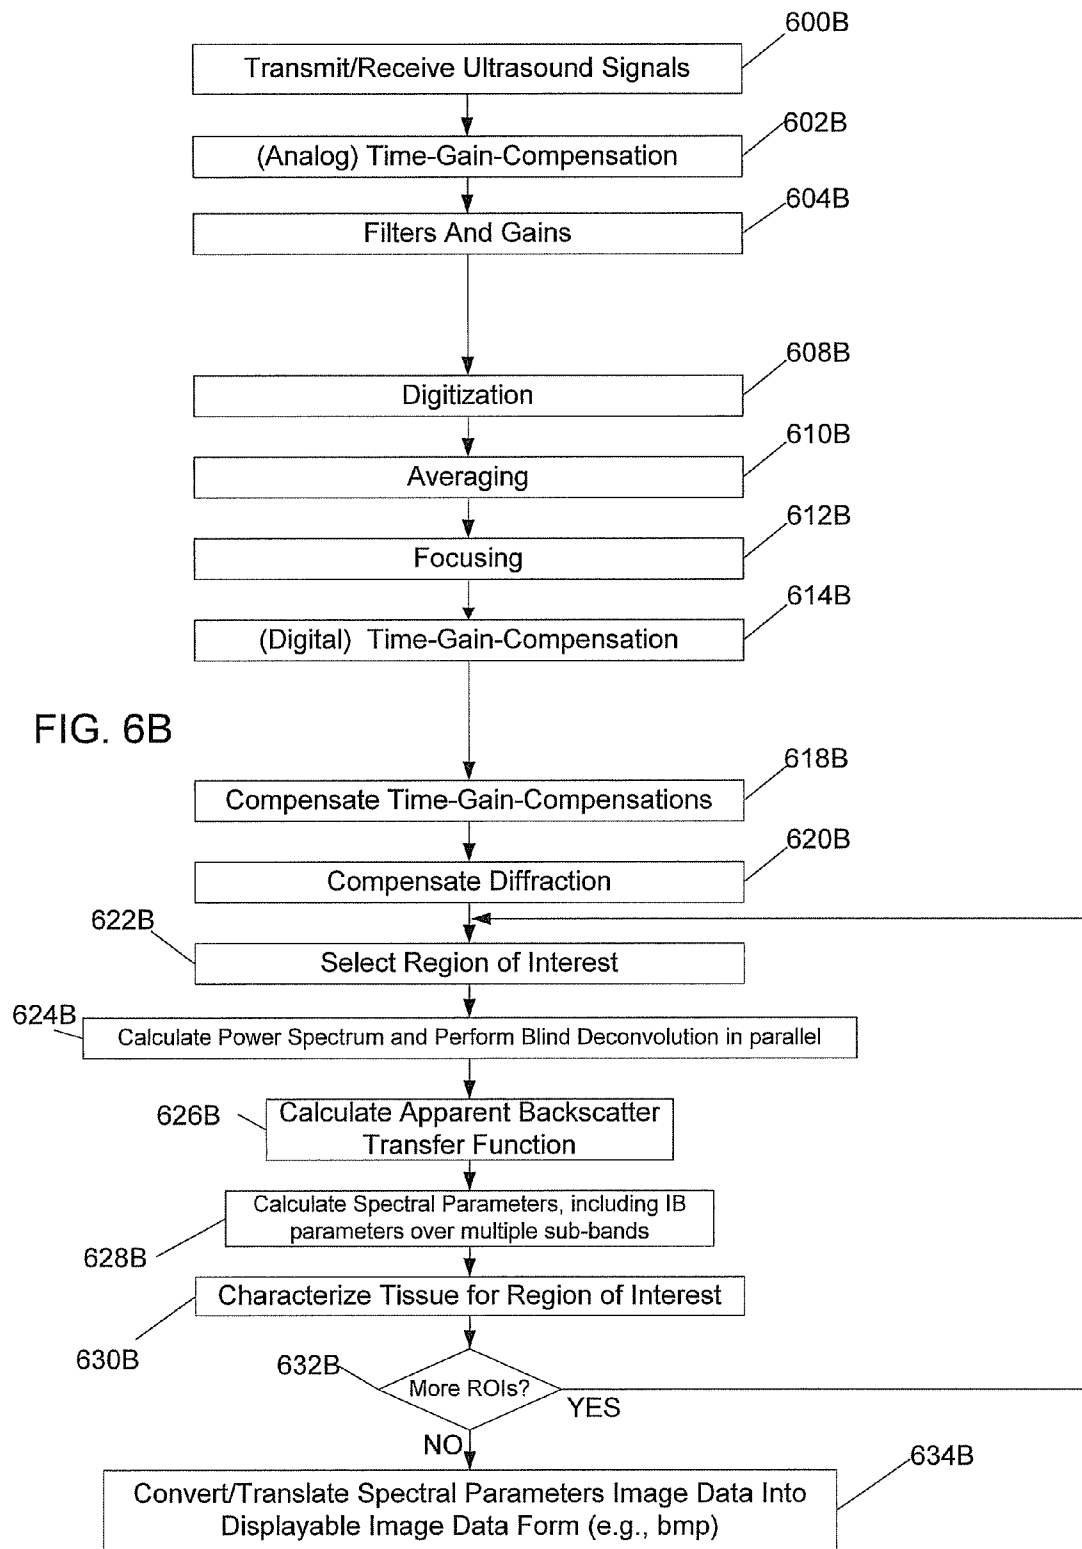 600B
Transmit/Receive Ultrasound Signals
602B
(Analog) Time-Gain-Compensation
604B
Filters And Gains
608B
Digitization
610B
Averaging
612B
Focusing
614B
(Digital) Time-Gain-Compensation
FIG. 6B
618B
Compensate Time-Gain-Compensations
620B
Compensate Diffraction
622B
Select Region of Interest
624B
Calculate Power Spectrum and Perform Blind Deconvolution in parallel
626B
Calculate Apparent Backscatter
Transfer Function
Calculate Spectral Parameters, including IB
parameters over multiple sub-bands
628B
Characterize Tissue for Region of Interest
630B
632B
More ROIs?
YES
NO
634B
Convert/Translate Spectral Parameters Image Data Into
Displayable Image Data Form (e.g., bmp)